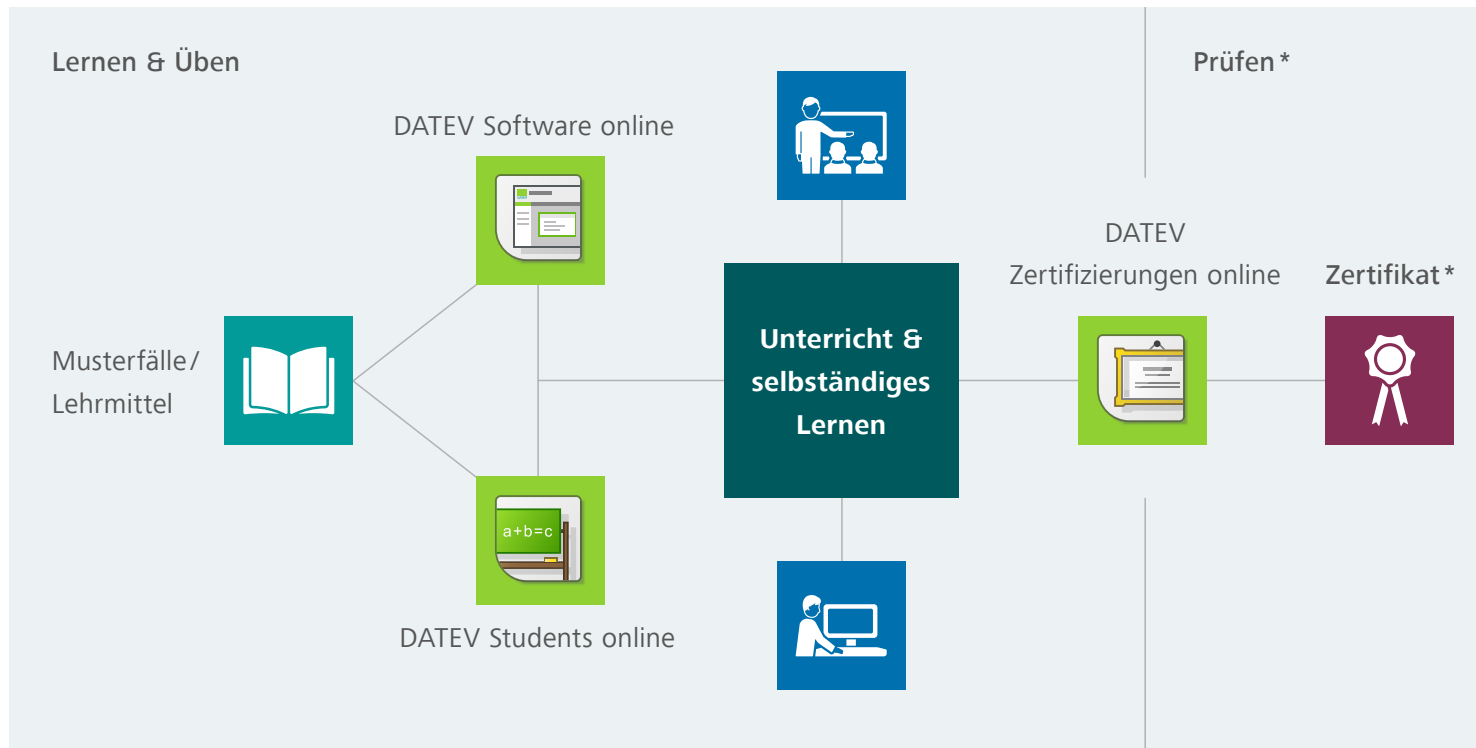 Lernen & Üben
Prüfen *
DATEV Software online
DATEV
Zertifizierungen online
Zertifikat *
Musterfälle /
Lehrmittel
Unterricht &
selbständiges
Lernen
a+b=c
DATEV Students online